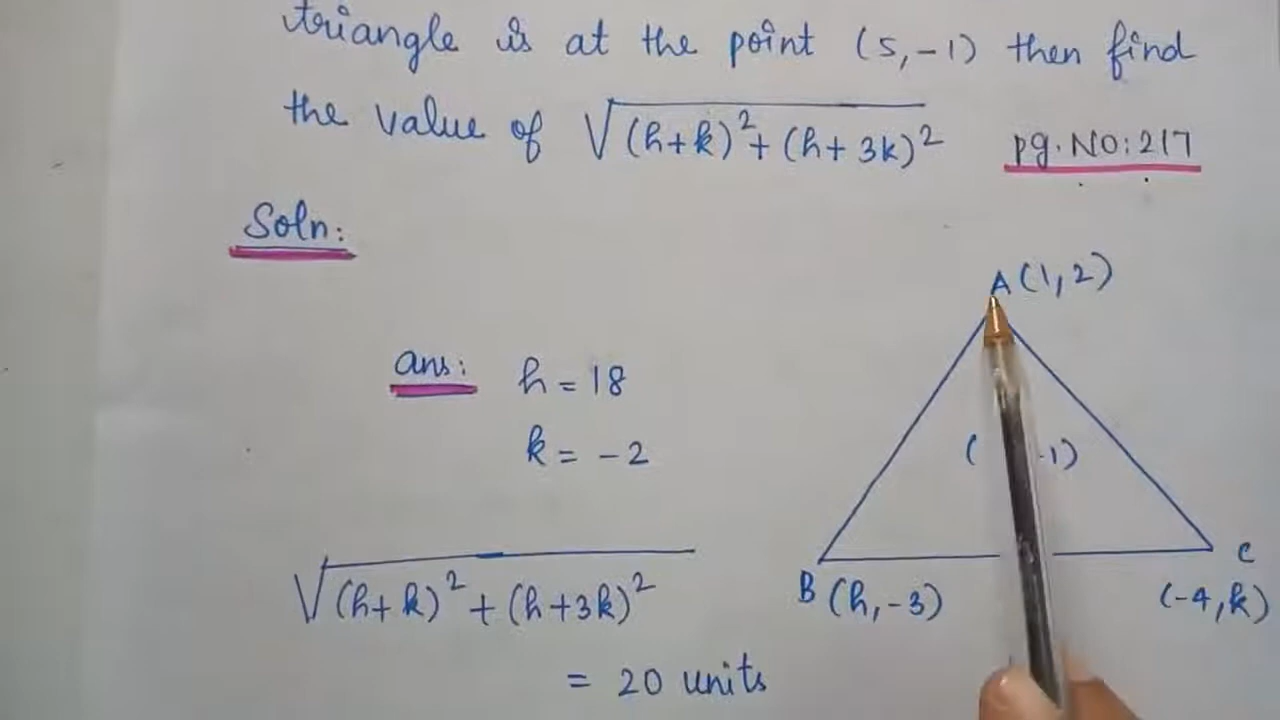 triangle is at the point (5,-1) then find
the value of √(h+k)²+(h+3k)²
pg.NO:217
Soln:
A(1,2)
ans: h = 18
k = -2
( -1)
B(h,-3)
C
(-4,k)
√(h+k)²+(h+3k)²
= 20 units